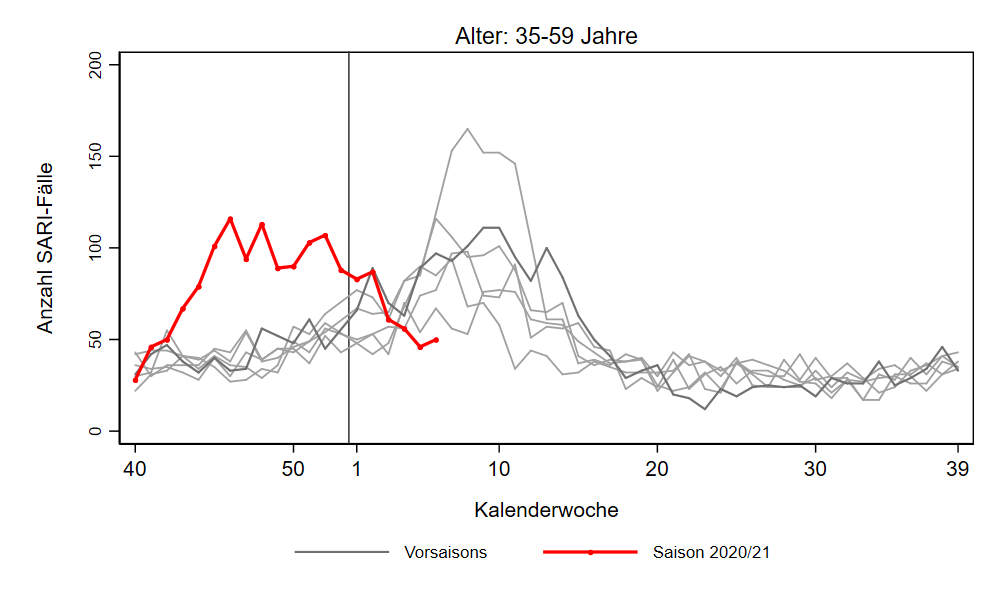 Alter: 35-59 Jahre
Anzahl SARI-Fälle
200
150
100
50
0
40 50 1 10 20 30 39
Kalenderwoche
Vorsaisons Saison 2020/21